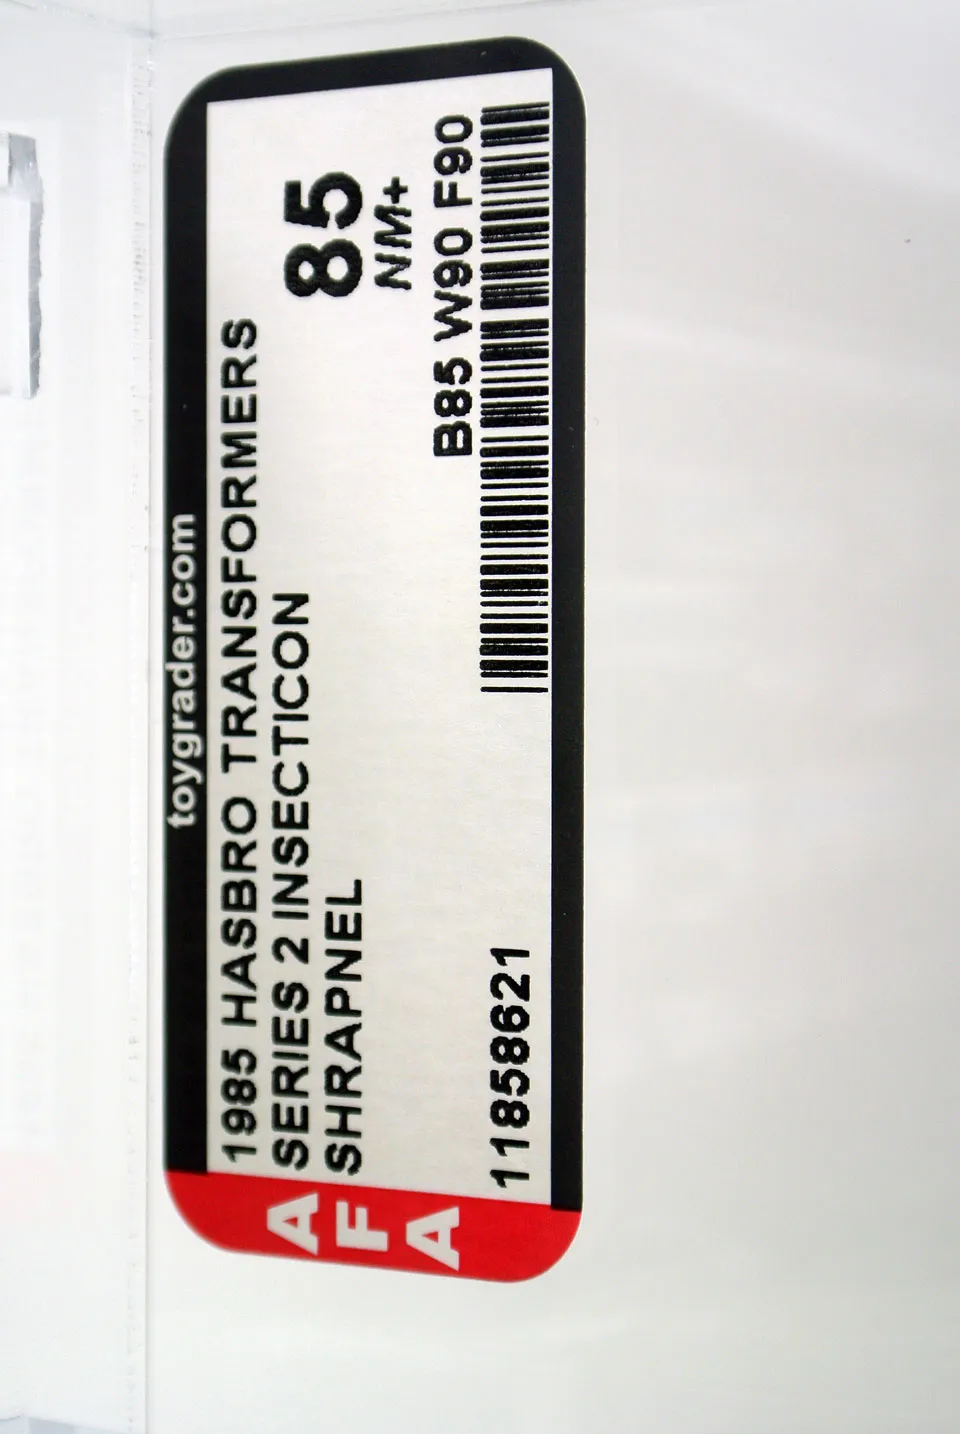 toygrader.com
AFA
1985 HASBRO TRANSFORMERS
SERIES 2 INSECTICON
SHRAPNEL
85
NM+
B85 W90 F90
11858621